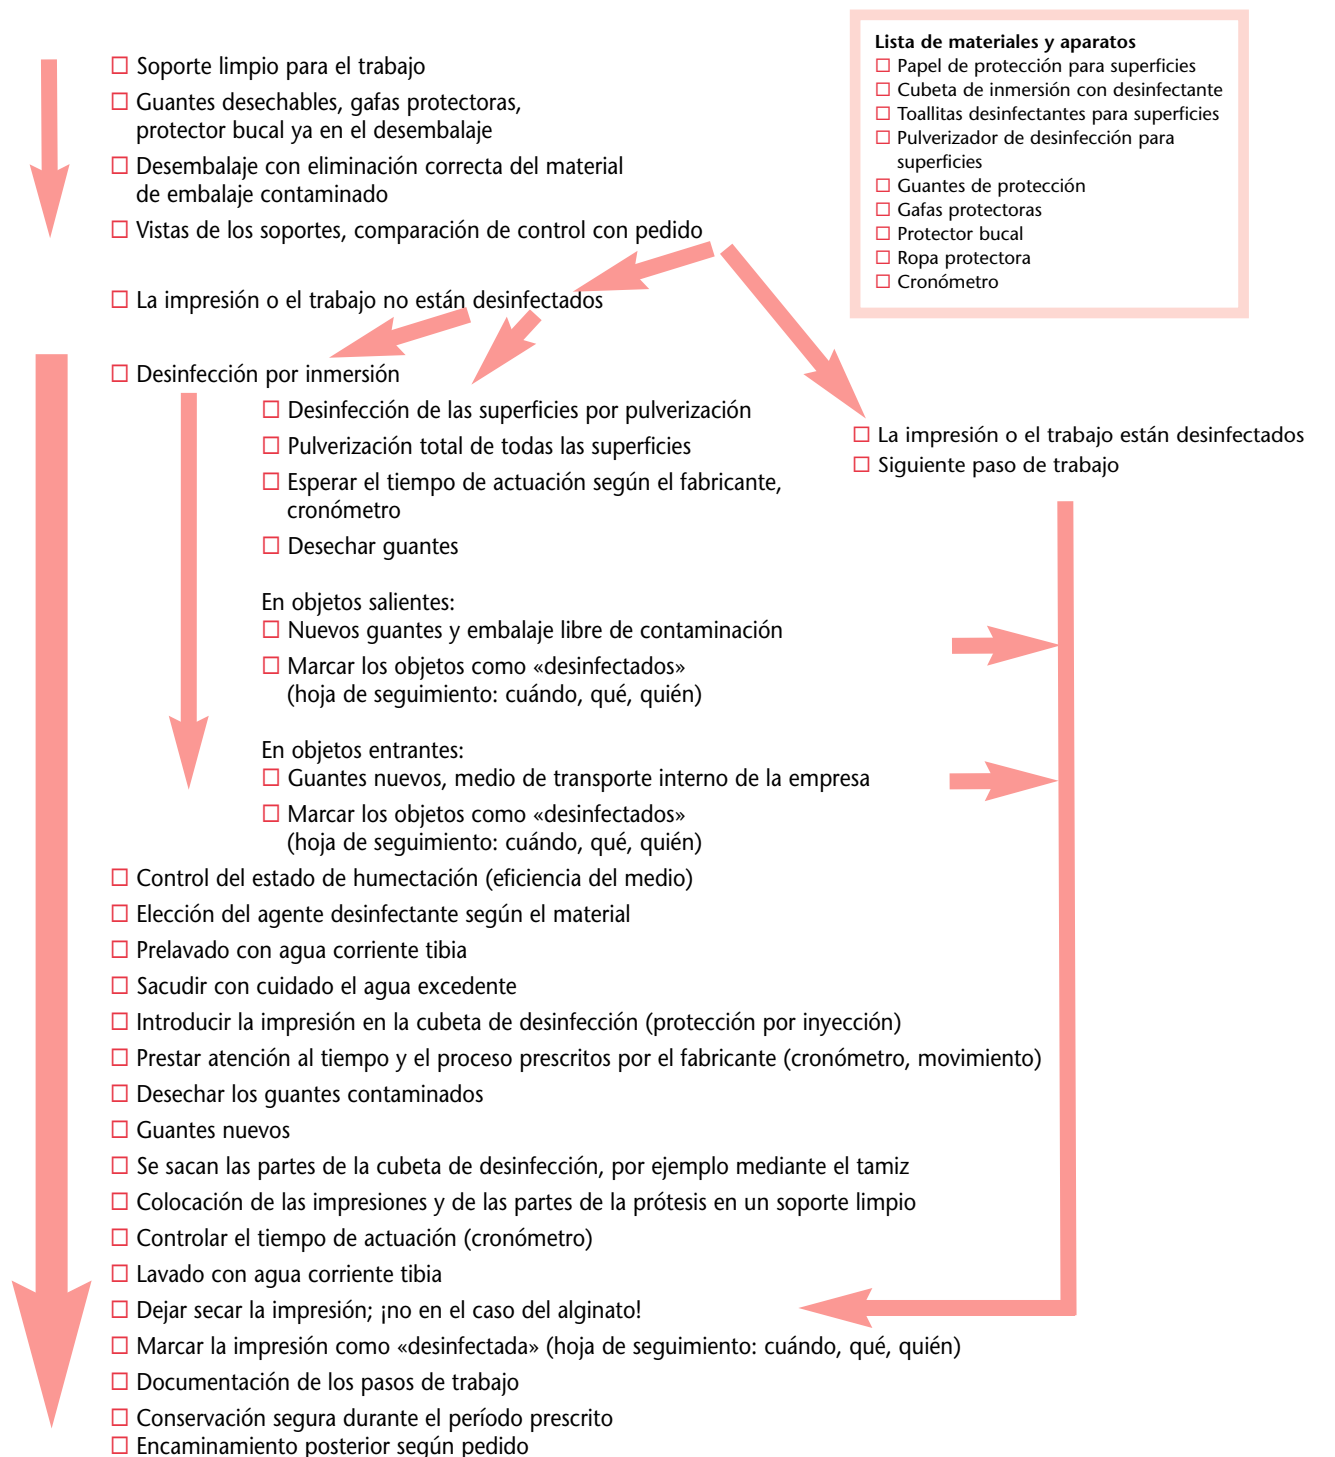 Lista de materiales y aparatos
☐ Papel de protección para superficies
☐ Cubeta de inmersión con desinfectante
☐ Toallitas desinfectantes para superficies
☐ Pulverizador de desinfección para
superficies
☐ Guantes de protección
☐ Gafas protectoras
☐ Protector bucal
☐ Ropa protectora
☐ Cronómetro
☐ Soporte limpio para el trabajo
☐ Guantes desechables, gafas protectoras,
protector bucal ya en el desembalaje
☐ Desembalaje con eliminación correcta del material
de embalaje contaminado
☐ Vistas de los soportes, comparación de control con pedido
☐ La impresión o el trabajo no están desinfectados
☐ Desinfección por inmersión
☐ Desinfección de las superficies por pulverización
☐ Pulverización total de todas las superficies
☐ Esperar el tiempo de actuación según el fabricante,
cronómetro
☐ Desechar guantes
☐ La impresión o el trabajo están desinfectados
☐ Siguiente paso de trabajo
En objetos salientes:
☐ Nuevos guantes y embalaje libre de contaminación
☐ Marcar los objetos como «desinfectados»
(hoja de seguimiento: cuándo, qué, quién)
En objetos entrantes:
☐ Guantes nuevos, medio de transporte interno de la empresa
☐ Marcar los objetos como «desinfectados»
(hoja de seguimiento: cuándo, qué, quién)
☐ Control del estado de humectación (eficiencia del medio)
☐ Elección del agente desinfectante según el material
☐ Prelavado con agua corriente tibia
☐ Sacudir con cuidado el agua excedente
☐ Introducir la impresión en la cubeta de desinfección (protección por inyección)
☐ Prestar atención al tiempo y el proceso prescritos por el fabricante (cronómetro, movimiento)
☐ Desechar los guantes contaminados
☐ Guantes nuevos
☐ Se sacan las partes de la cubeta de desinfección, por ejemplo mediante el tamiz
☐ Colocación de las impresiones y de las partes de la prótesis en un soporte limpio
☐ Controlar el tiempo de actuación (cronómetro)
☐ Lavado con agua corriente tibia
☐ Dejar secar la impresión; ¡no en el caso del alginato!
☐ Marcar la impresión como «desinfectada» (hoja de seguimiento: cuándo, qué, quién)
☐ Documentación de los pasos de trabajo
☐ Conservación segura durante el período prescrito
☐ Encaminamiento posterior según pedido